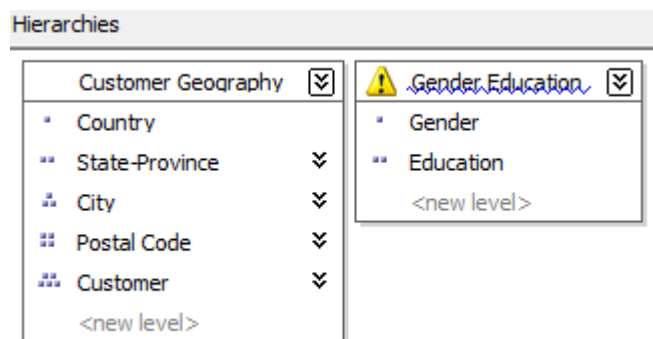 Hierarchies
Customer Geography
Country
State-Province
City
Postal Code
Customer
<new level>
Gender Education
Gender
Education
<new level>